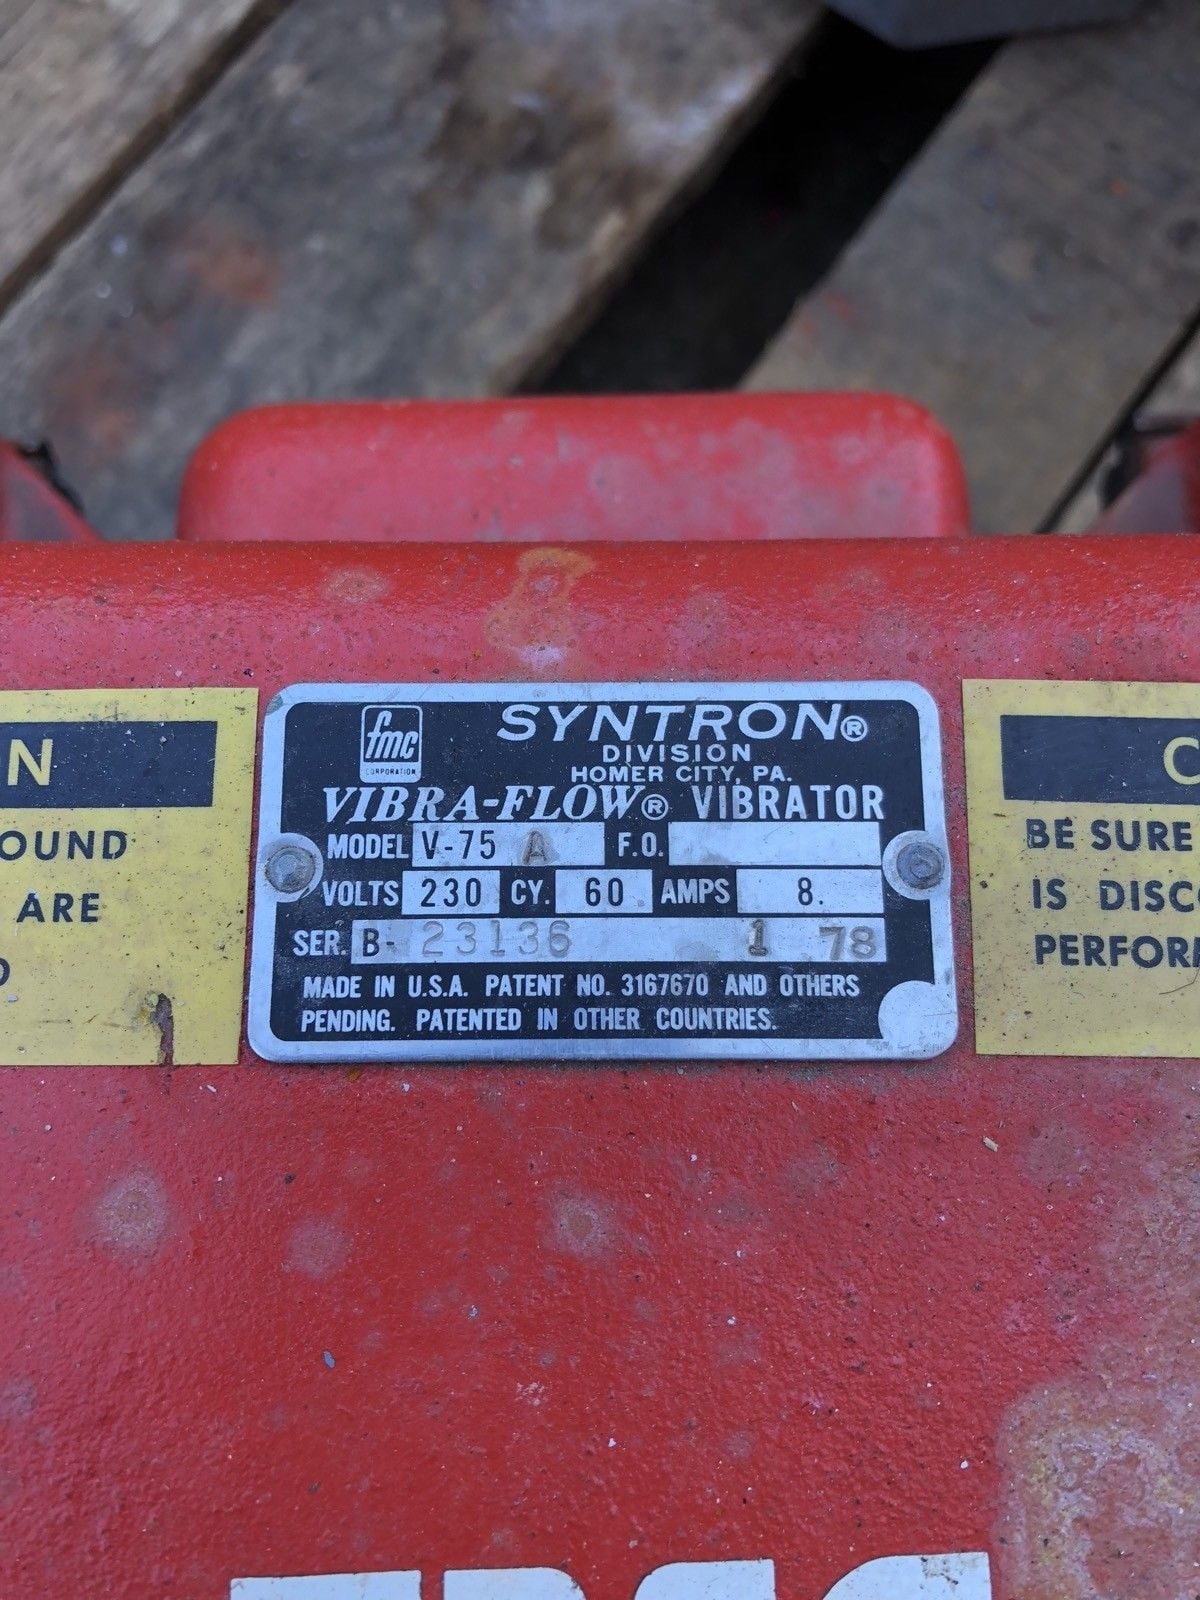 fmc
CORPORATION
SYNTRON®
DIVISION
HOMER CITY, PA.
VIBRA-FLOW® VIBRATOR
MODEL V-75 A F.O.
VOLTS 230 CY. 60 AMPS 8.
SER. B- 23136 1 78
MADE IN U.S.A. PATENT NO. 3167670 AND OTHERS
PENDING. PATENTED IN OTHER COUNTRIES.
N
OUND
ARE
C
BE SURE
IS DISC
PERFOR